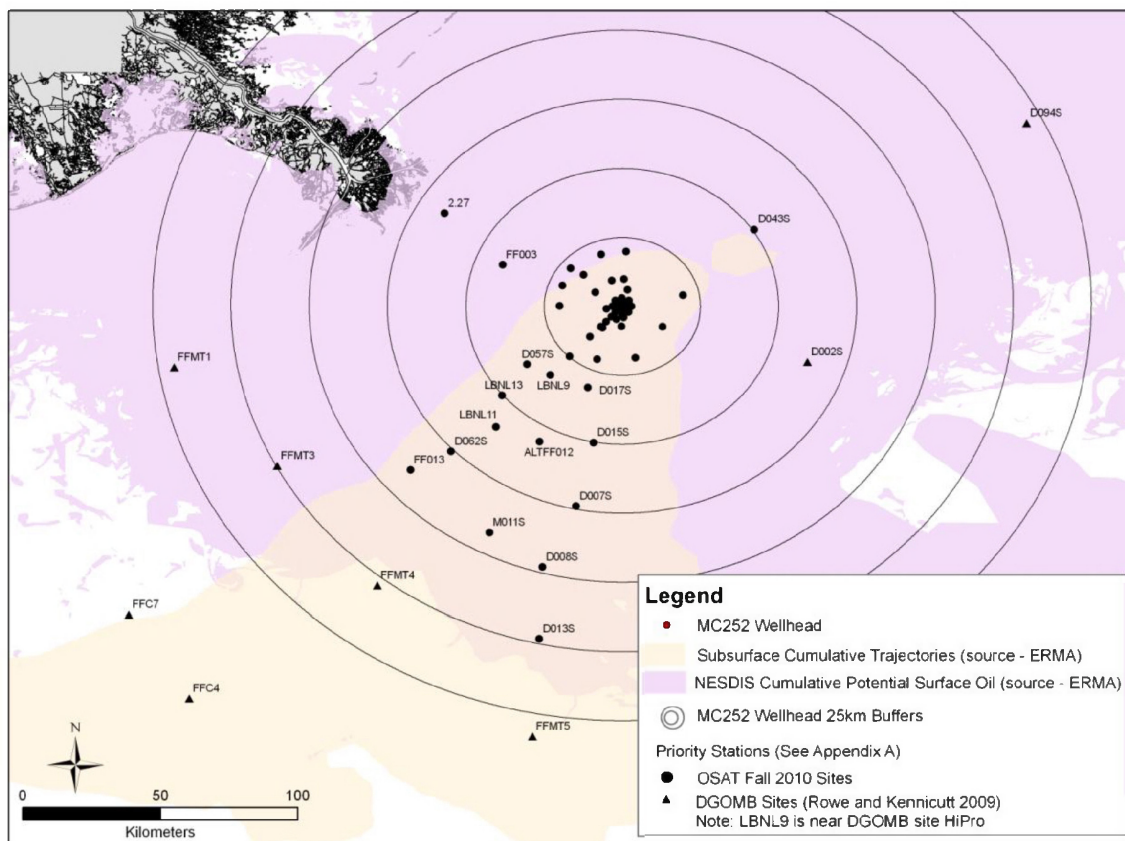 D094S
2.27
D043S
FF003
FFMT1
D057S
D002S
LBNL13
LBNL9
D017S
LBNL11
D062S
D015S
ALTFF012
FF013
FFMT3
D007S
M011S
D008S
FFMT4
FFC7
D013S
FFC4
FFMT5
N
0 50 100
Kilometers
Legend
MC252 Wellhead
Subsurface Cumulative Trajectories (source - ERMA)
NESDIS Cumulative Potential Surface Oil (source - ERMA)
MC252 Wellhead 25km Buffers
Priority Stations (See Appendix A)
OSAT Fall 2010 Sites
DGOMB Sites (Rowe and Kennicutt 2009)
Note: LBNL9 is near DGOMB site HiPro